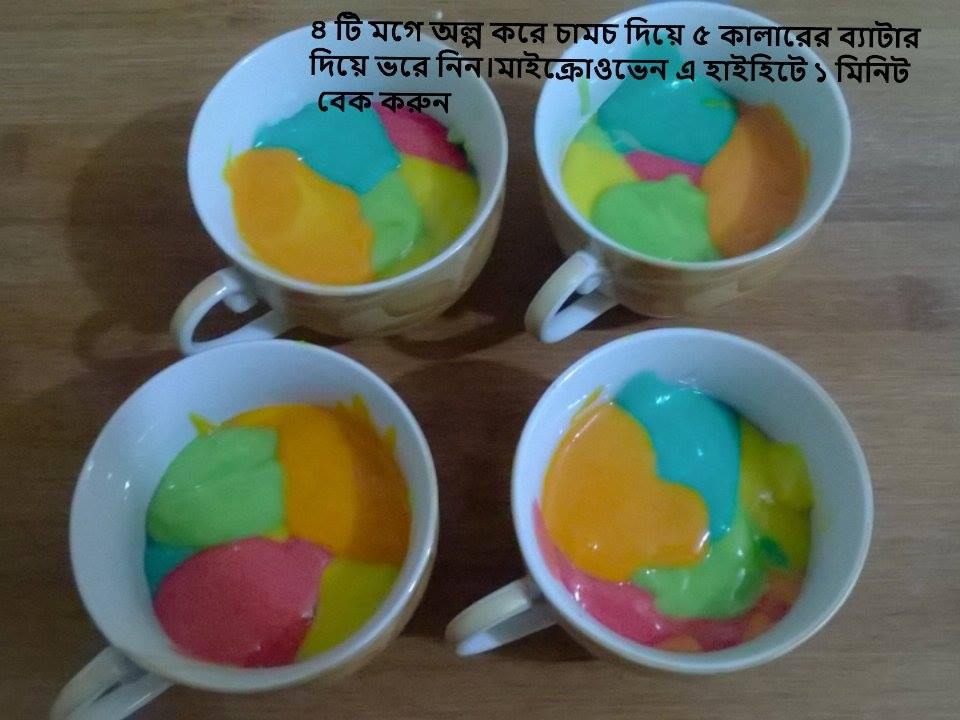 ৪ টি মগে অল্প করে চামচ দিয়ে ৫ কালারের ব্যাটার
দিয়ে ভরে নিন।মাইক্রোওভেন এ হাইহিটে ১ মিনিট
বেক করুন